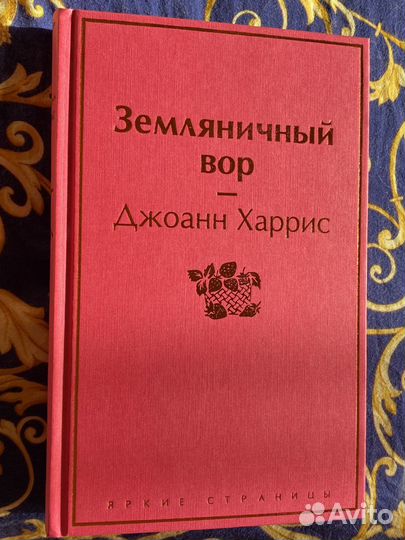 Земляничный
вор
Джоанн Харрис
ЯРКИЕ СТРАНИЦЫ
Avito